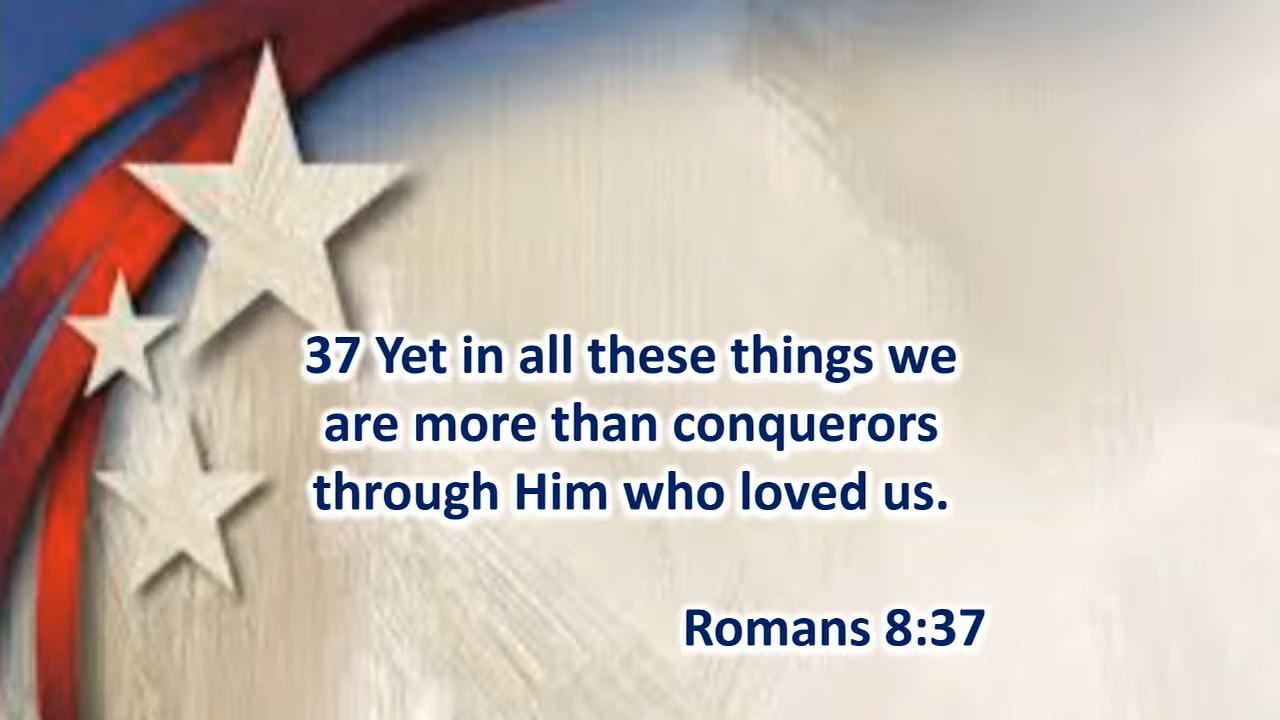 37 Yet in all these things we
are more than conquerors
through Him who loved us.
Romans 8:37